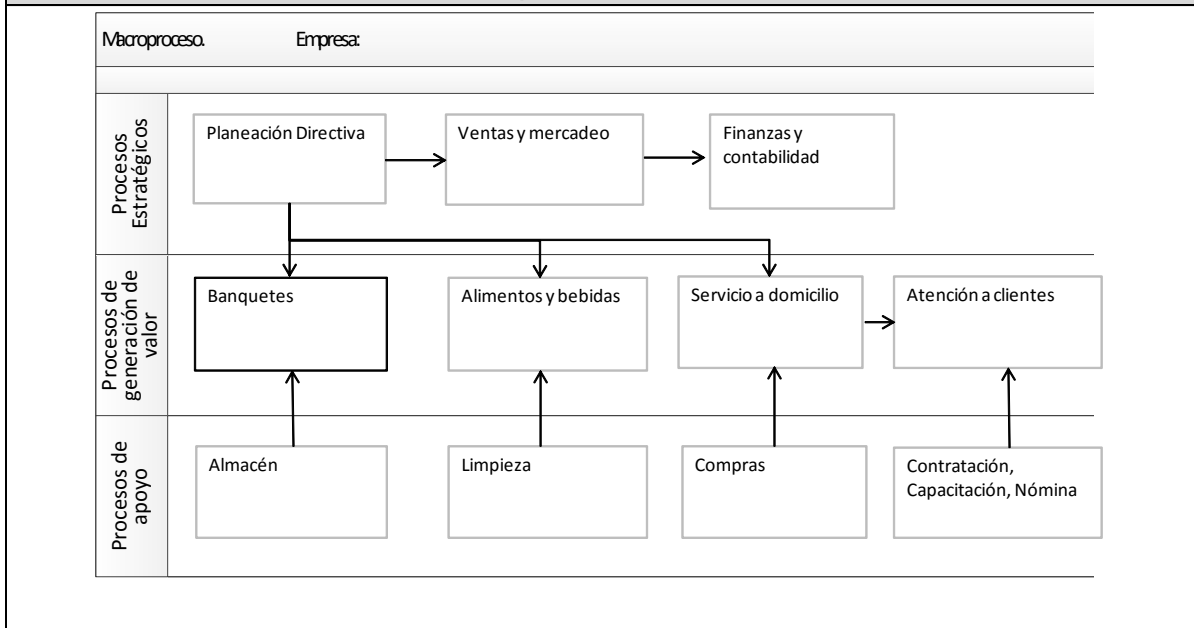 Macroproceso. Empresa:
Procesos
Estratégicos
Planeación Directiva
Ventas y mercadeo
Finanzas y
contabilidad
Procesos de
generación de
valor
Banquetes
Alimentos y bebidas
Servicio a domicilio
Atención a clientes
Procesos de
apoyo
Almacén
Limpieza
Compras
Contratación,
Capacitación, Nómina